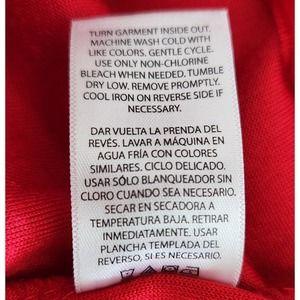 TURN GARMENT INSIDE OUT.
MACHINE WASH COLD WITH
LIKE COLORS. GENTLE CYCLE.
USE ONLY NON-CHLORINE
BLEACH WHEN NEEDED. TUMBLE
DRY LOW. REMOVE PROMPTLY.
COOL IRON ON REVERSE SIDE IF
NECESSARY.
DAR VUELTA LA PRENDA DEL
REVÉS. LAVAR A MÁQUINA EN
AGUA FRÍA CON COLORES
SIMILARES. CICLO DELICADO.
USAR SÓLO BLANQUEADOR SIN
CLORO CUANDO SEA NECESARIO.
SECAR EN SECADORA A
TEMPERATURA BAJA. RETIRAR
INMEDIATAMENTE. USAR
PLANCHA TEMPLADA DEL
REVERSO, SI ES NECESARIO.